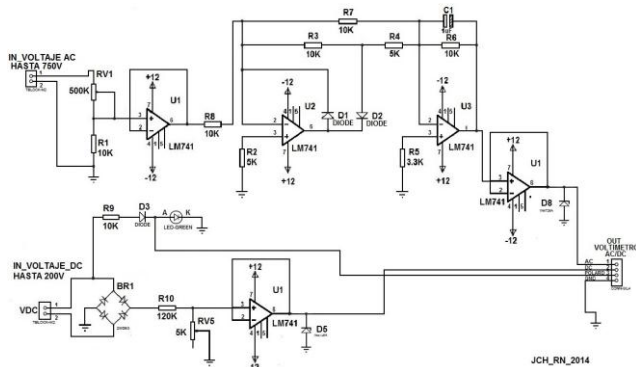 R7
10K
C1
1uF
R3
10K
R4
5K
R6
10K
IN_VOLTAJE AC
HASTA 750V
RV1
500K
R1
10K
+12
U1
LM741
-12
R8
10K
-12
U2
LM741
+12
R2
5K
D1
DIODE
D2
DIODE
-12
U3
LM741
+12
R5
3.3K
+12
U1
LM741
-12
D8
R9
10K
D3
DIODE
A
K
LED-GREEN
OUT
VOLTIMETRO
AC/DC
AC
DC
GND
IN_VOLTAJE_DC
HASTA 200V
VDC
BR1
R10
120K
RV5
5K
+12
U1
LM741
-12
D5
JCH_RN_2014